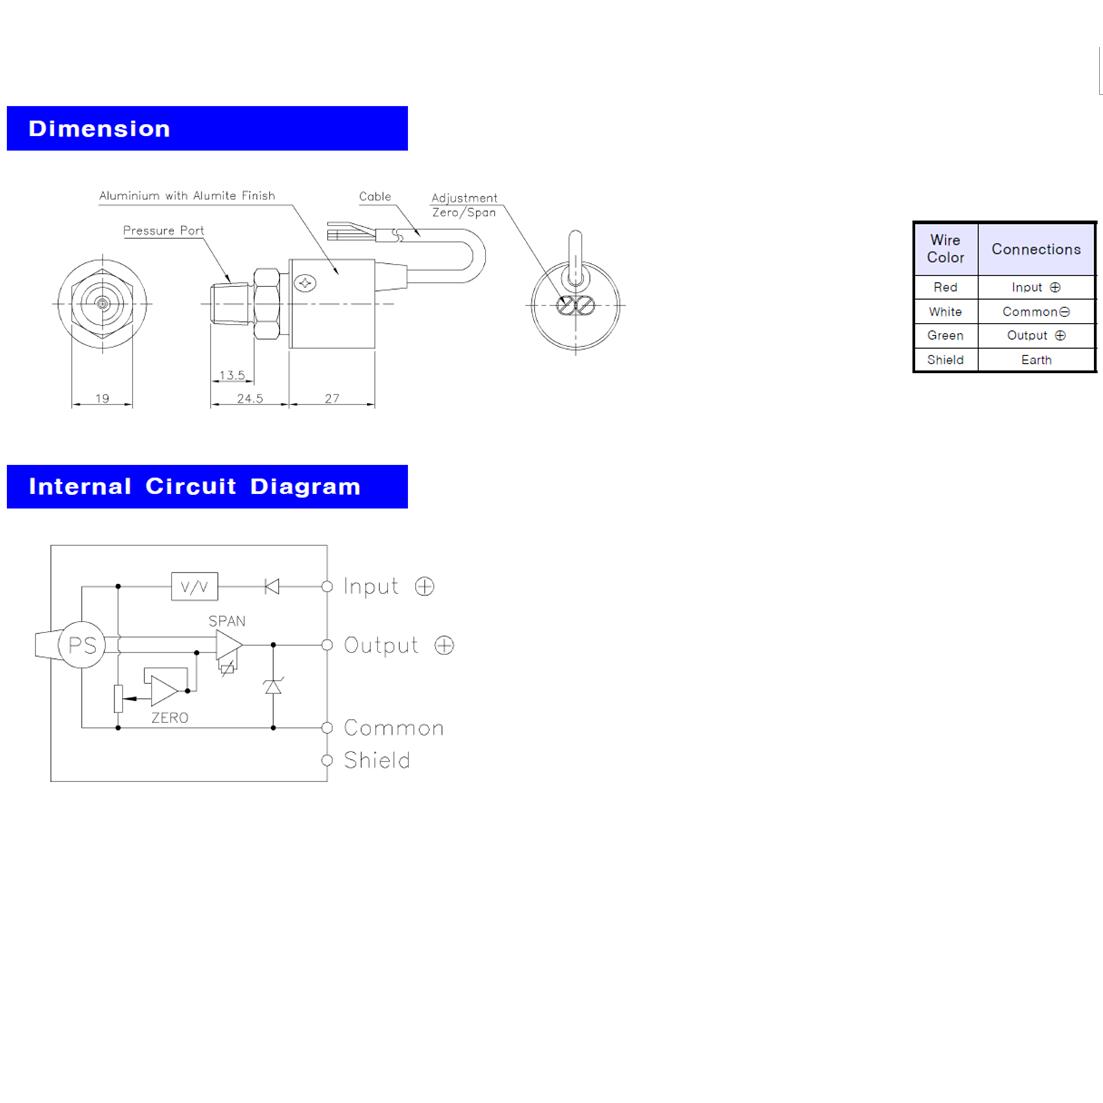 Dimension
Aluminium with Alumite Finish
Cable
Adjustment
Zero/Span
Pressure Port
13.5
19
24.5
27
Wire
Color
Connections
Red
Input ⊕
White
Common⊖
Green
Output ⊕
Shield
Earth
Internal Circuit Diagram
V/V
Input ⊕
SPAN
PS
Output ⊕
ZERO
Common
Shield